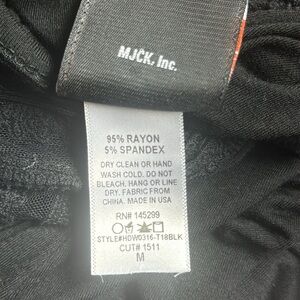 MJCK, Inc.
95% RAYON
5% SPANDEX
DRY CLEAN OR HAND
WASH COLD. DO NOT
BLEACH. HANG OR LINE
DRY. FABRIC FROM
CHINA. MADE IN USA
RN# 145299
STYLE#HDW0316-T18BLK
CUT# 1511
M